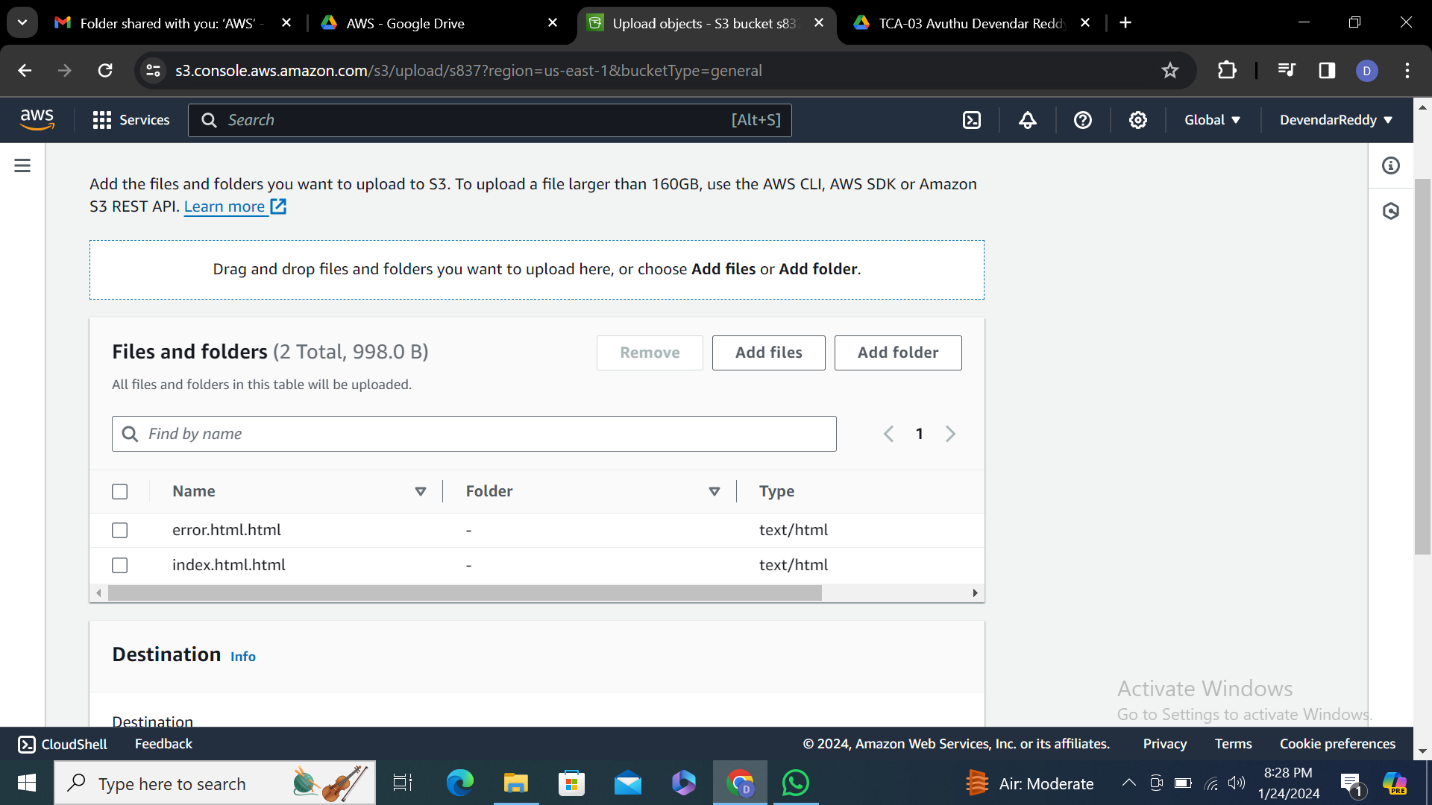 Folder shared with you: ‘AWS’ -
AWS - Google Drive
Upload objects - S3 bucket s83
TCA-03 Avuthu Devendar Reddy
s3.console.aws.amazon.com/s3/upload/s837?region=us-east-1&bucketType=general
D
aws
Services
Search
[Alt+S]
Global
DevendarReddy
Add the files and folders you want to upload to S3. To upload a file larger than 160GB, use the AWS CLI, AWS SDK or Amazon
S3 REST API. Learn more
Drag and drop files and folders you want to upload here, or choose Add files or Add folder.
Files and folders (2 Total, 998.0 B)
Remove
Add files
Add folder
All files and folders in this table will be uploaded.
Find by name
1
Name
Folder
Type
error.html.html
-
text/html
index.html.html
-
text/html
Destination Info
Destination
Activate Windows
Go to Settings to activate Windows.
CloudShell
Feedback
© 2024, Amazon Web Services, Inc. or its affiliates.
Privacy
Terms
Cookie preferences
Type here to search
D
Air: Moderate
8:28 PM
1/24/2024
1
PRE